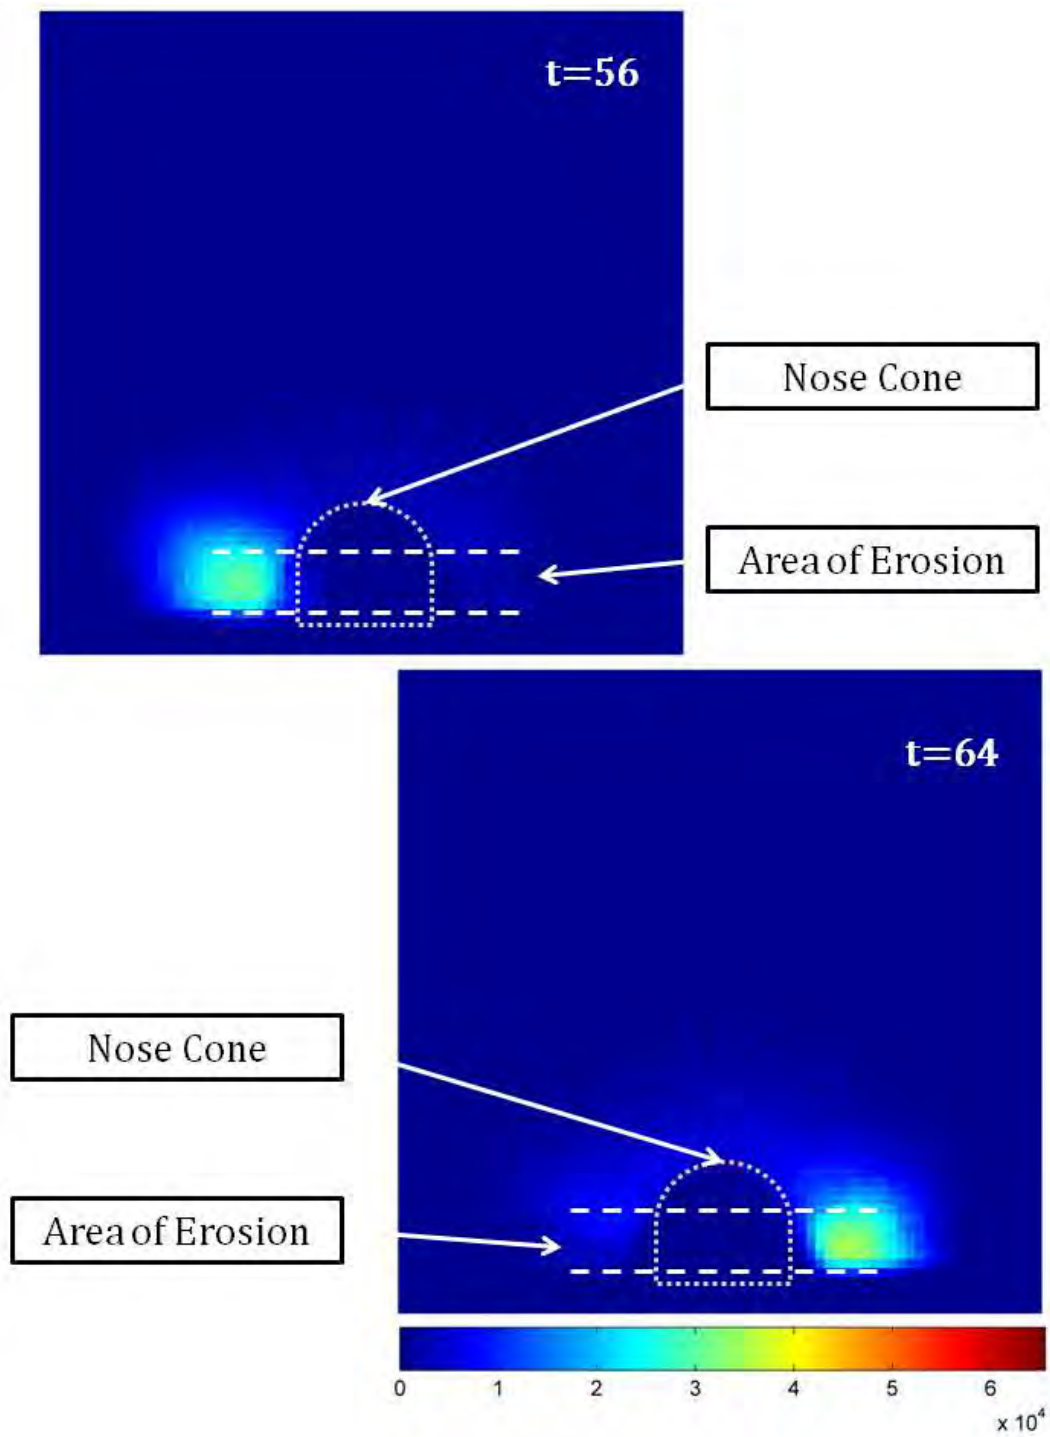 t=56
Nose Cone
Area of Erosion
t=64
Nose Cone
Area of Erosion
0 1 2 3 4 5 6
x 10⁴